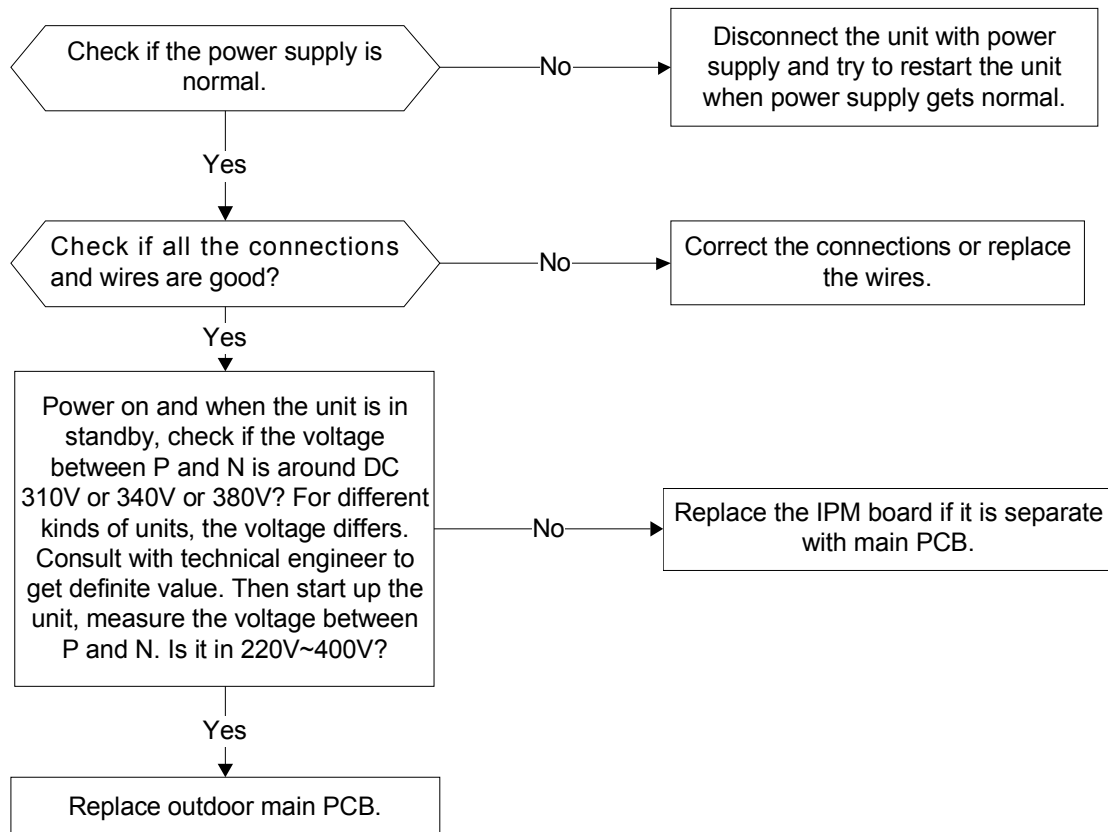 Check if the power supply is
normal.
No
Disconnect the unit with power
supply and try to restart the unit
when power supply gets normal.
Yes
Check if all the connections
and wires are good?
No
Correct the connections or replace
the wires.
Yes
Power on and when the unit is in
standby, check if the voltage
between P and N is around DC
310V or 340V or 380V? For different
kinds of units, the voltage differs.
Consult with technical engineer to
get definite value. Then start up the
unit, measure the voltage between
P and N. Is it in 220V~400V?
No
Replace the IPM board if it is separate
with main PCB.
Yes
Replace outdoor main PCB.